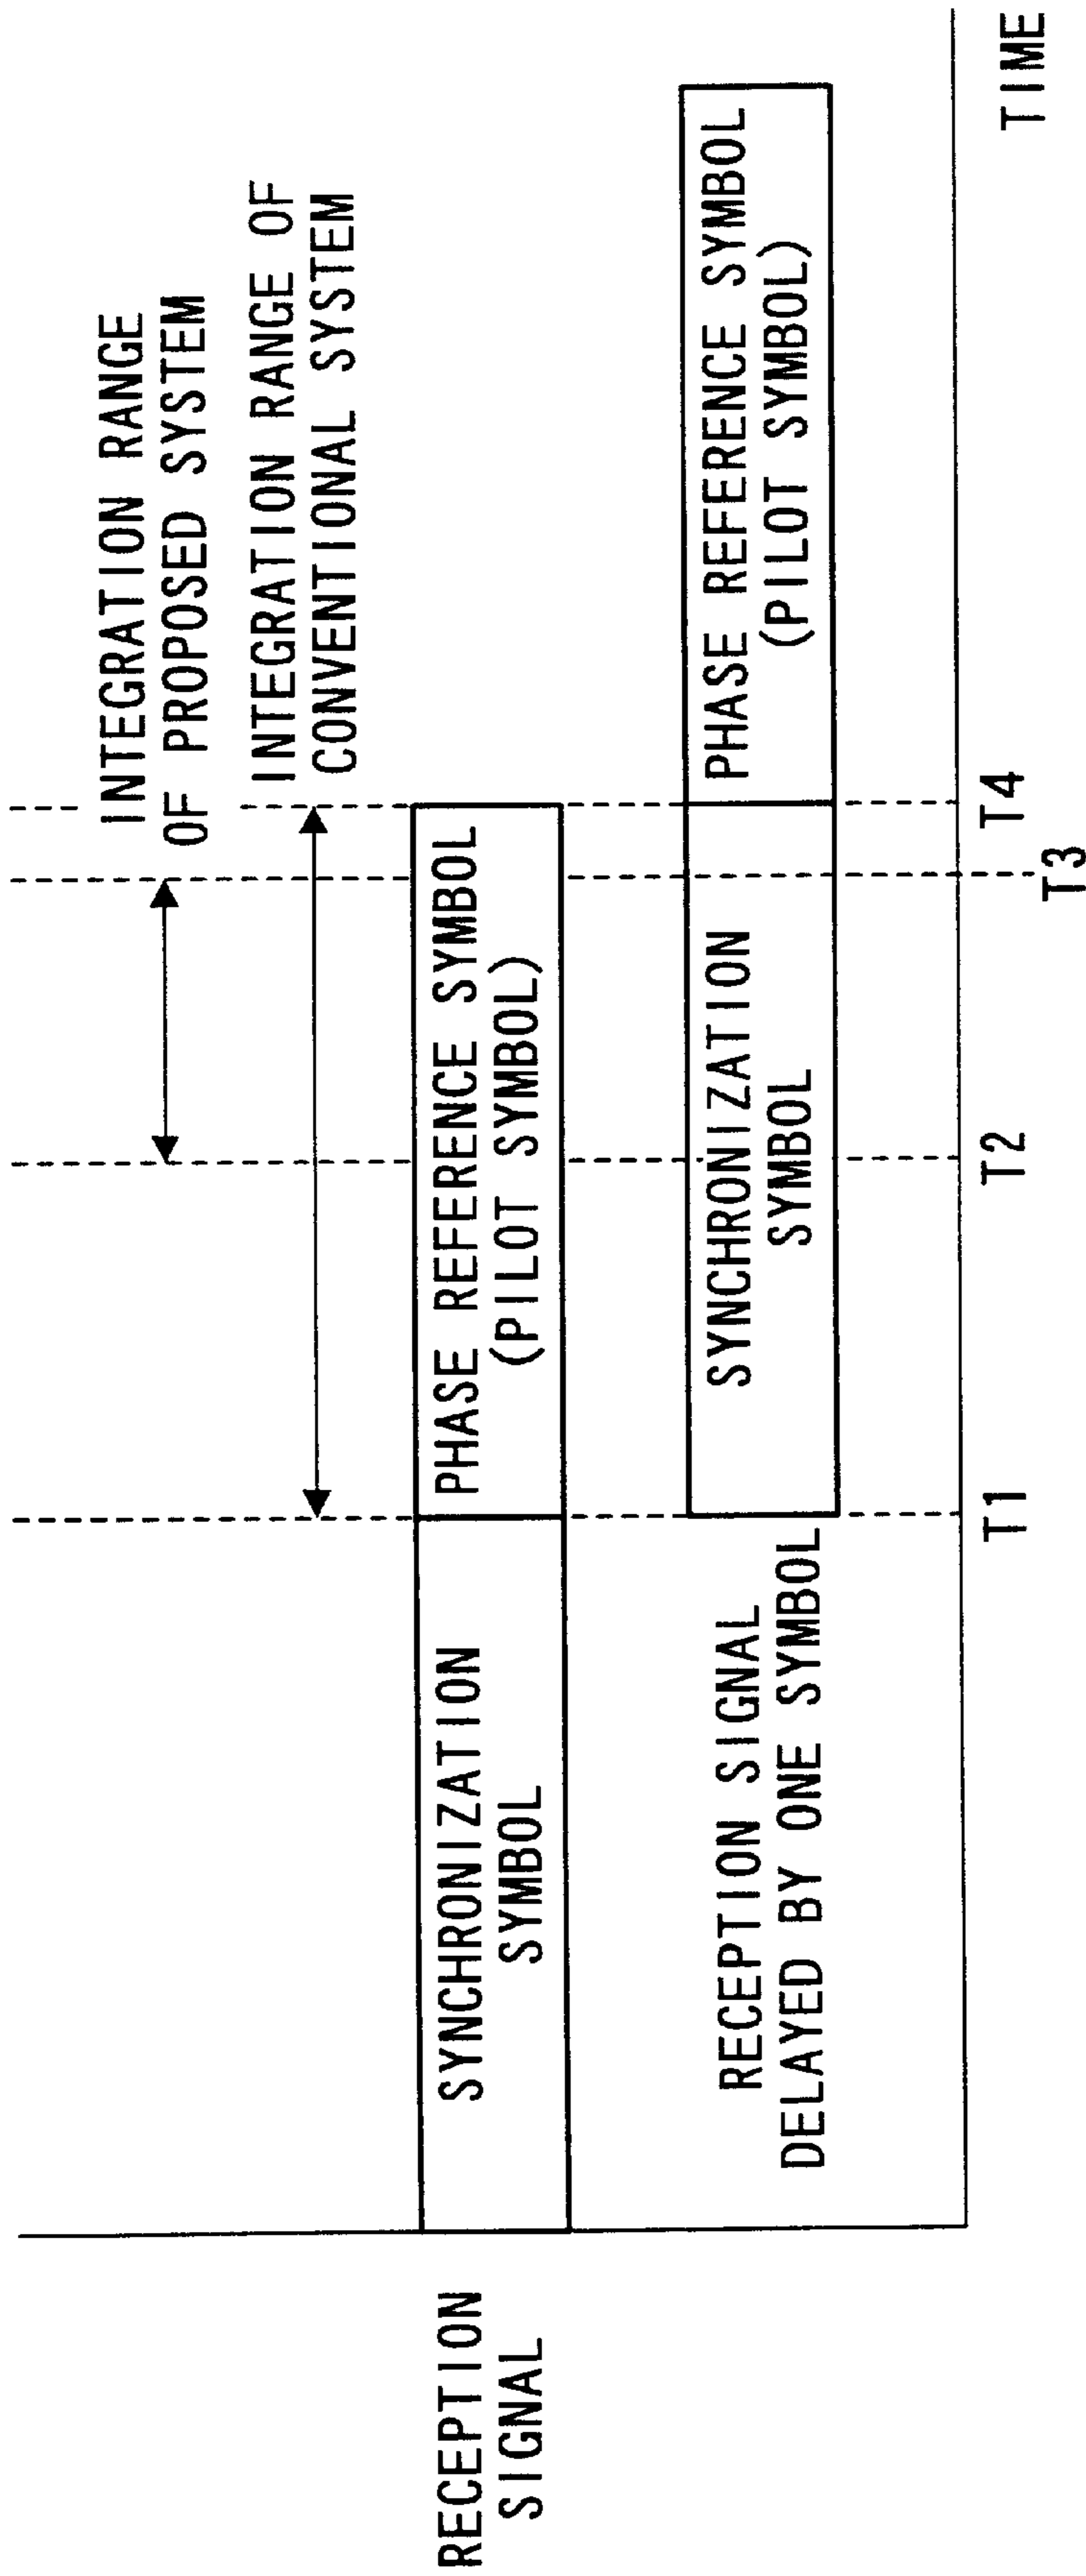 INTEGRATION RANGE
OF PROPOSED SYSTEM
INTEGRATION RANGE OF
CONVENTIONAL SYSTEM
RECEPTION
SIGNAL
SYNCHRONIZATION
SYMBOL
PHASE REFERENCE SYMBOL
(PILOT SYMBOL)
RECEPTION SIGNAL
DELAYED BY ONE SYMBOL
SYNCHRONIZATION
SYMBOL
PHASE REFERENCE SYMBOL
(PILOT SYMBOL)
T1
T2
T3
T4
TIME